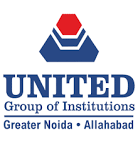 UNITED
Group of Institutions
Greater Noida • Allahabad